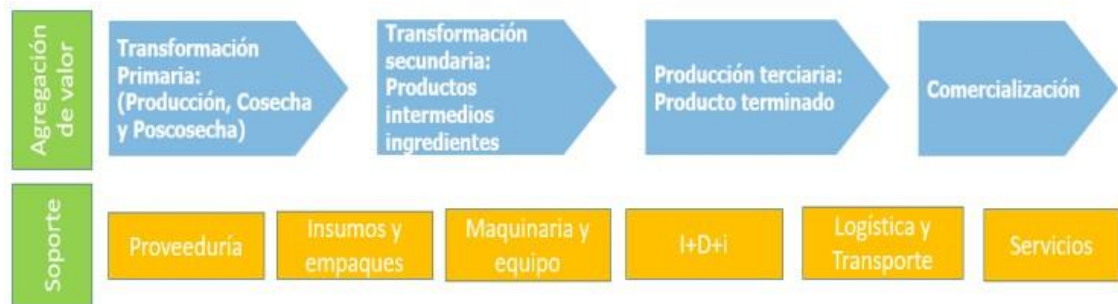 Agregación
de valor
Transformación
Primaria:
(Producción, Cosecha
y Poscosecha)
Transformación
secundaria:
Productos
intermedios
ingredientes
Producción terciaria:
Producto terminado
Comercialización
Soporte
Proveeduría
Insumos y
empaques
Maquinaria y
equipo
I+D+i
Logística y
Transporte
Servicios